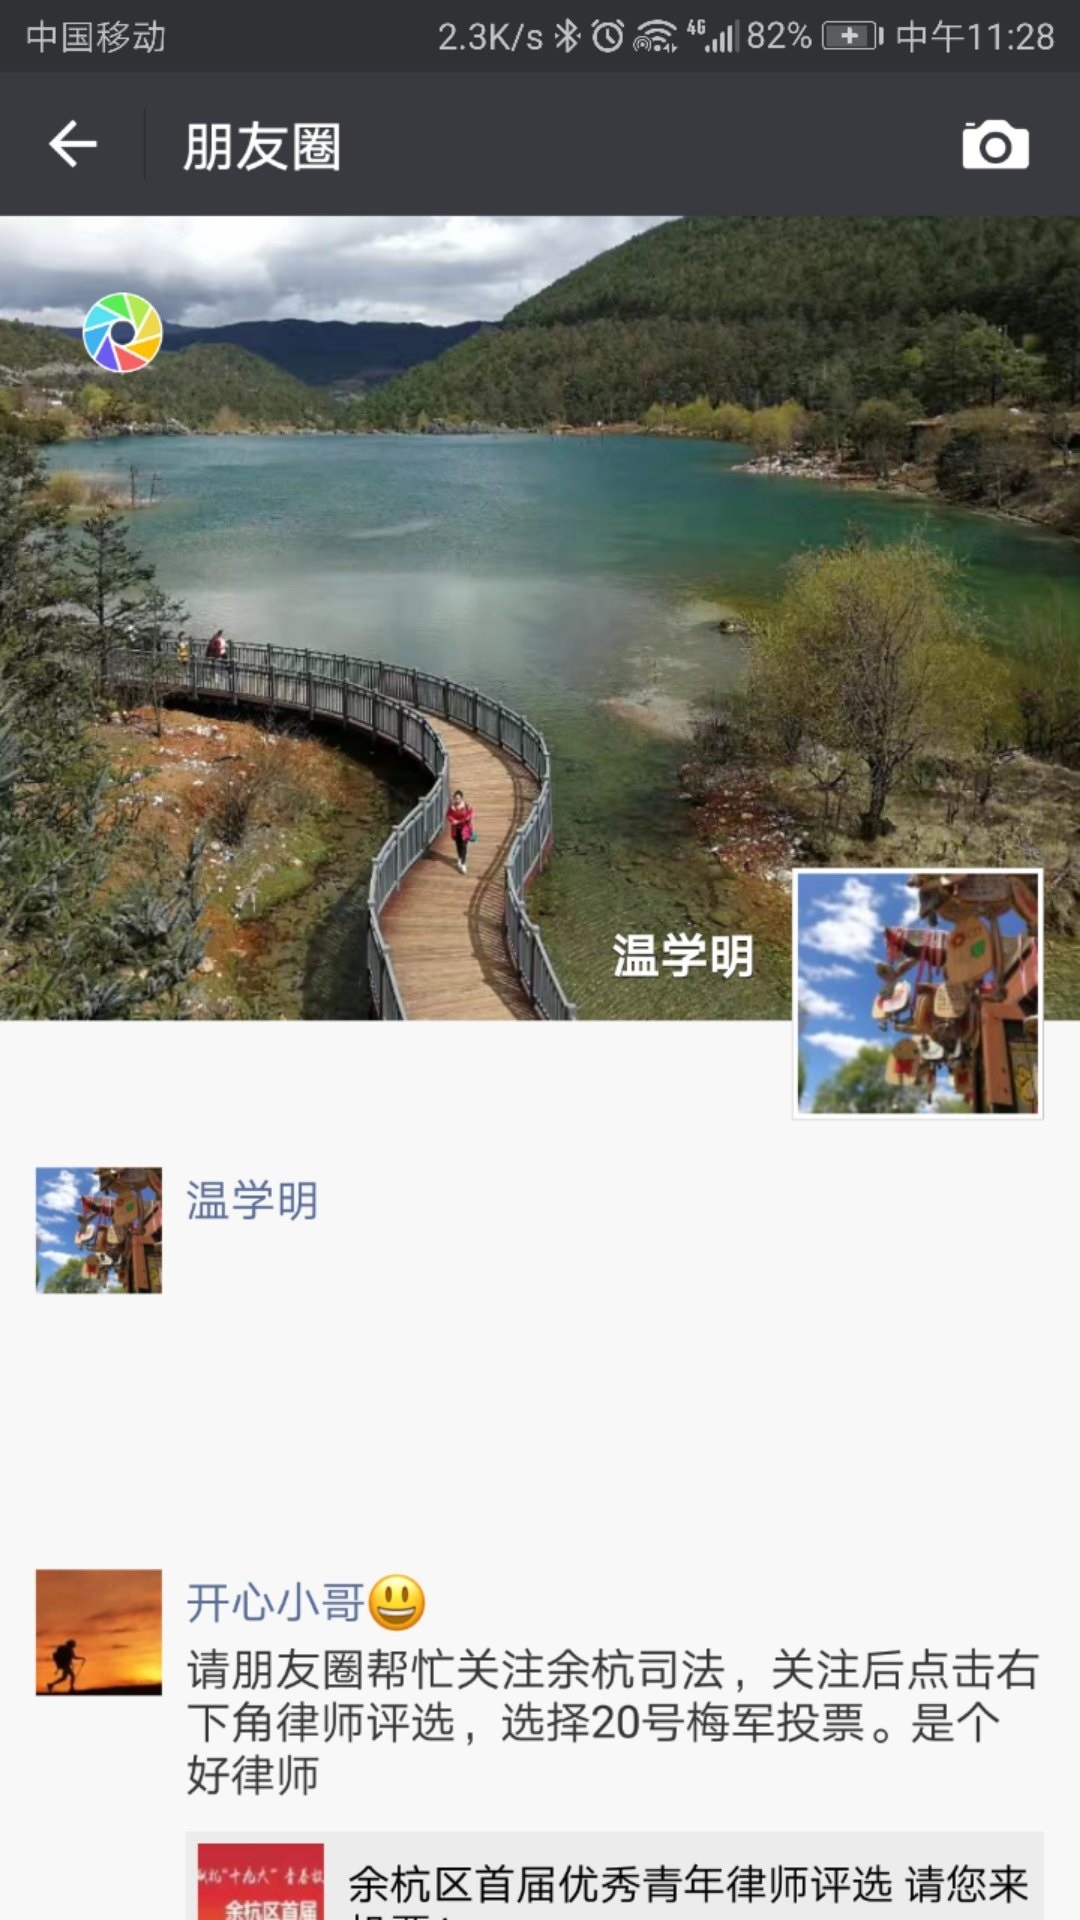 中国移动 2.3K/s 4G 82% 中午11:28
朋友圈
温学明
温学明
开心小哥😃
请朋友圈帮忙关注余杭司法，关注后点击右
下角律师评选，选择20号梅军投票。是个
好律师
余杭区首届优秀青年律师评选 请您来
"十九大"
余杭区首届